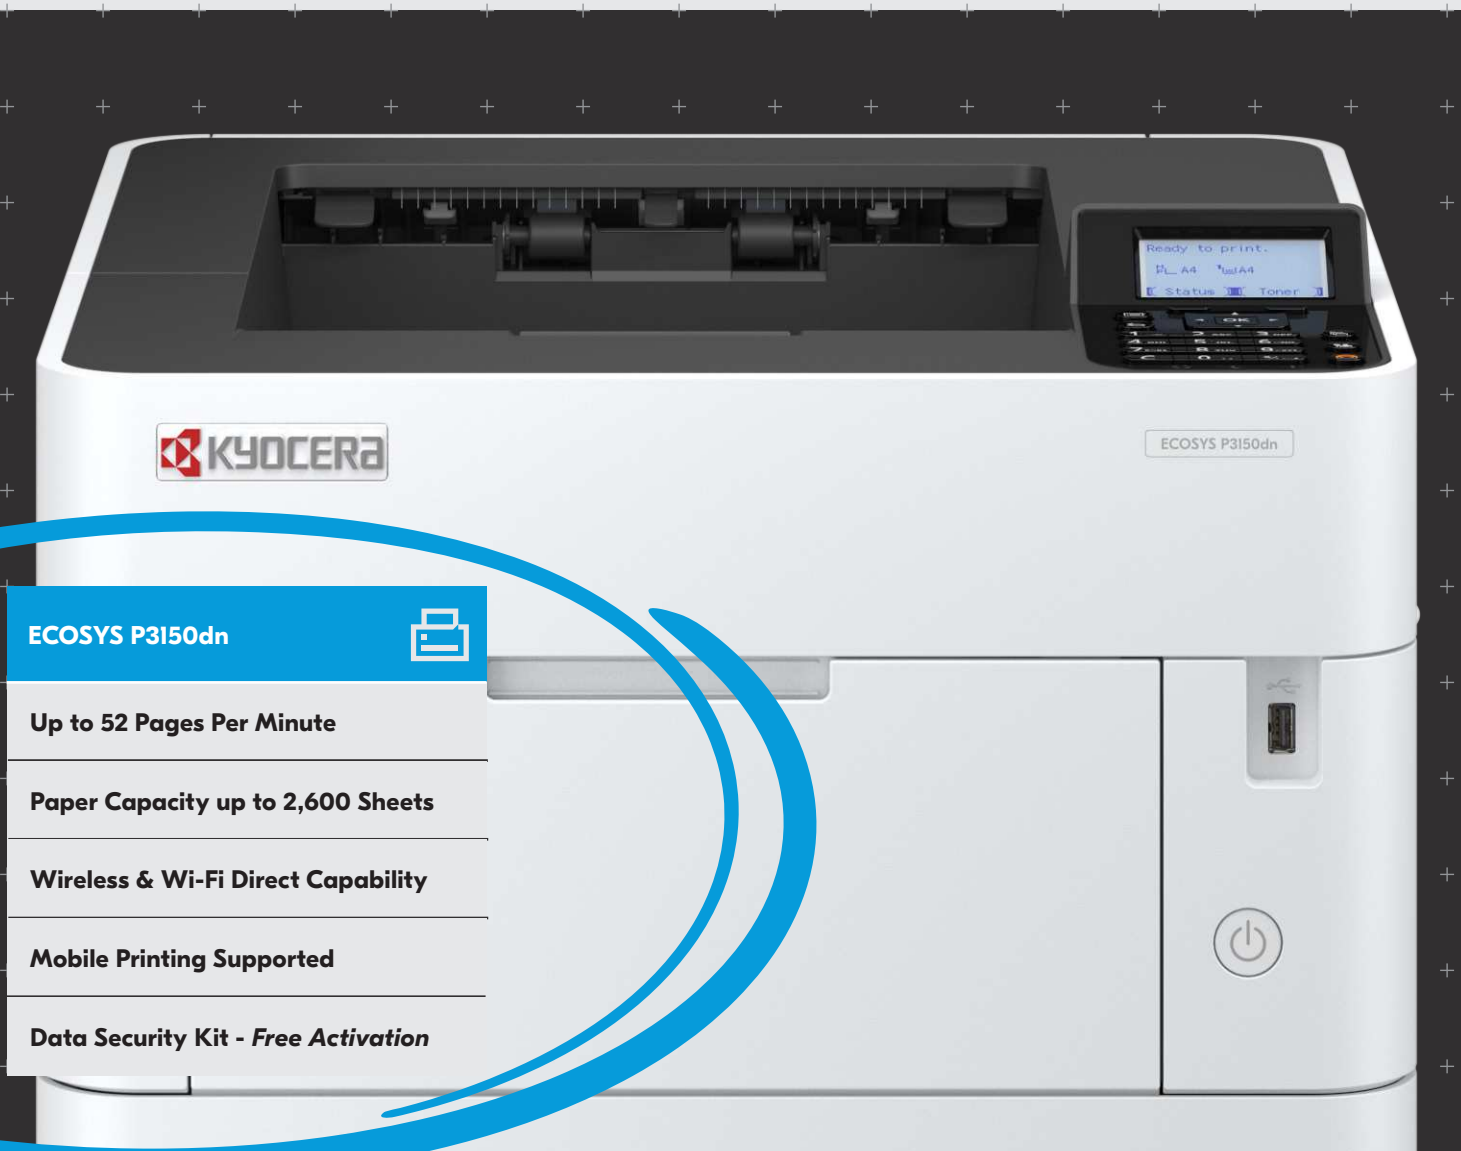 Ready to print.
A4 A4
Status Toner
OK
KYOCERA
ECOSYS P3150dn
ECOSYS P3150dn
Up to 52 Pages Per Minute
Paper Capacity up to 2,600 Sheets
Wireless & Wi-Fi Direct Capability
Mobile Printing Supported
Data Security Kit - Free Activation